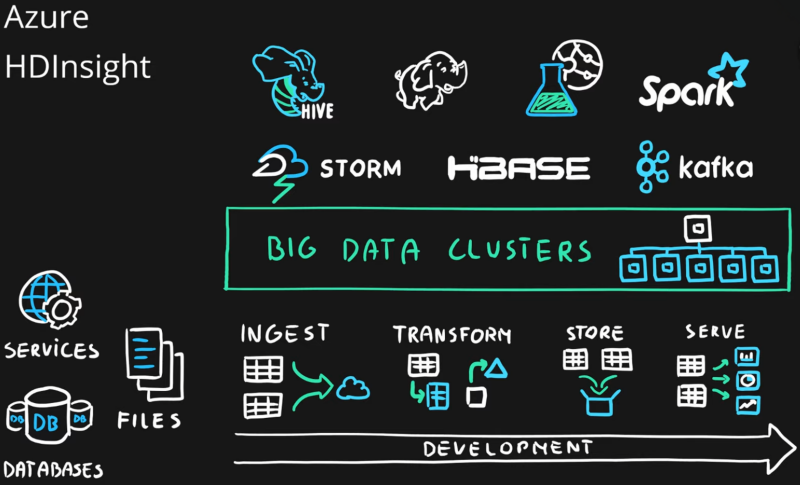 Azure
HDInsight
HIVE
Spark
STORM
HBASE
kafka
BIG DATA CLUSTERS
SERVICES
FILES
DB DB DB
DATABASES
INGEST
TRANSFORM
STORE
SERVE
DEVELOPMENT